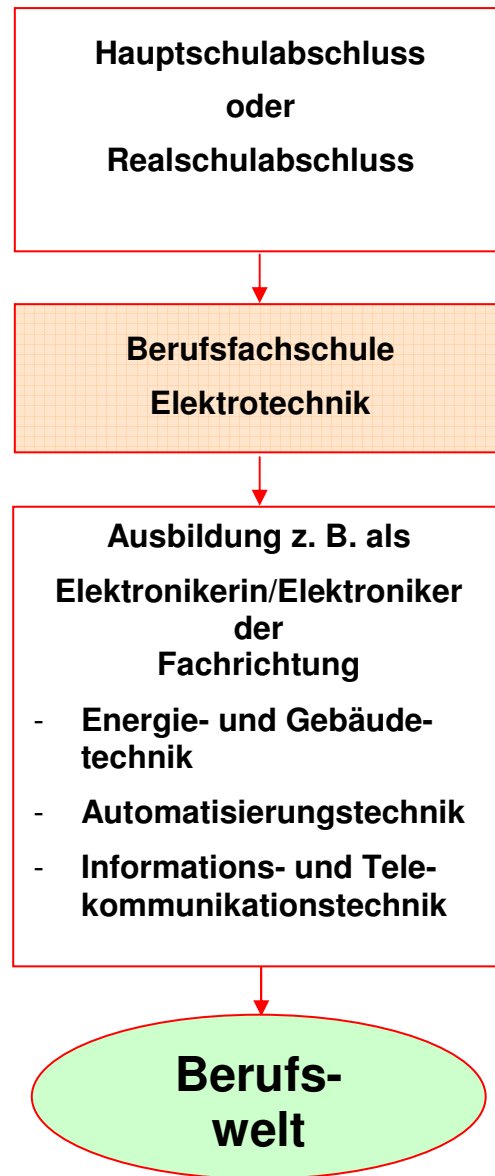 Hauptschulabschluss
oder
Realschulabschluss
Berufsfachschule
Elektrotechnik
Ausbildung z. B. als
Elektronikerin/Elektroniker
der
Fachrichtung
- Energie- und Gebäude-
technik
- Automatisierungstechnik
- Informations- und Tele-
kommunikationstechnik
Berufs-
welt